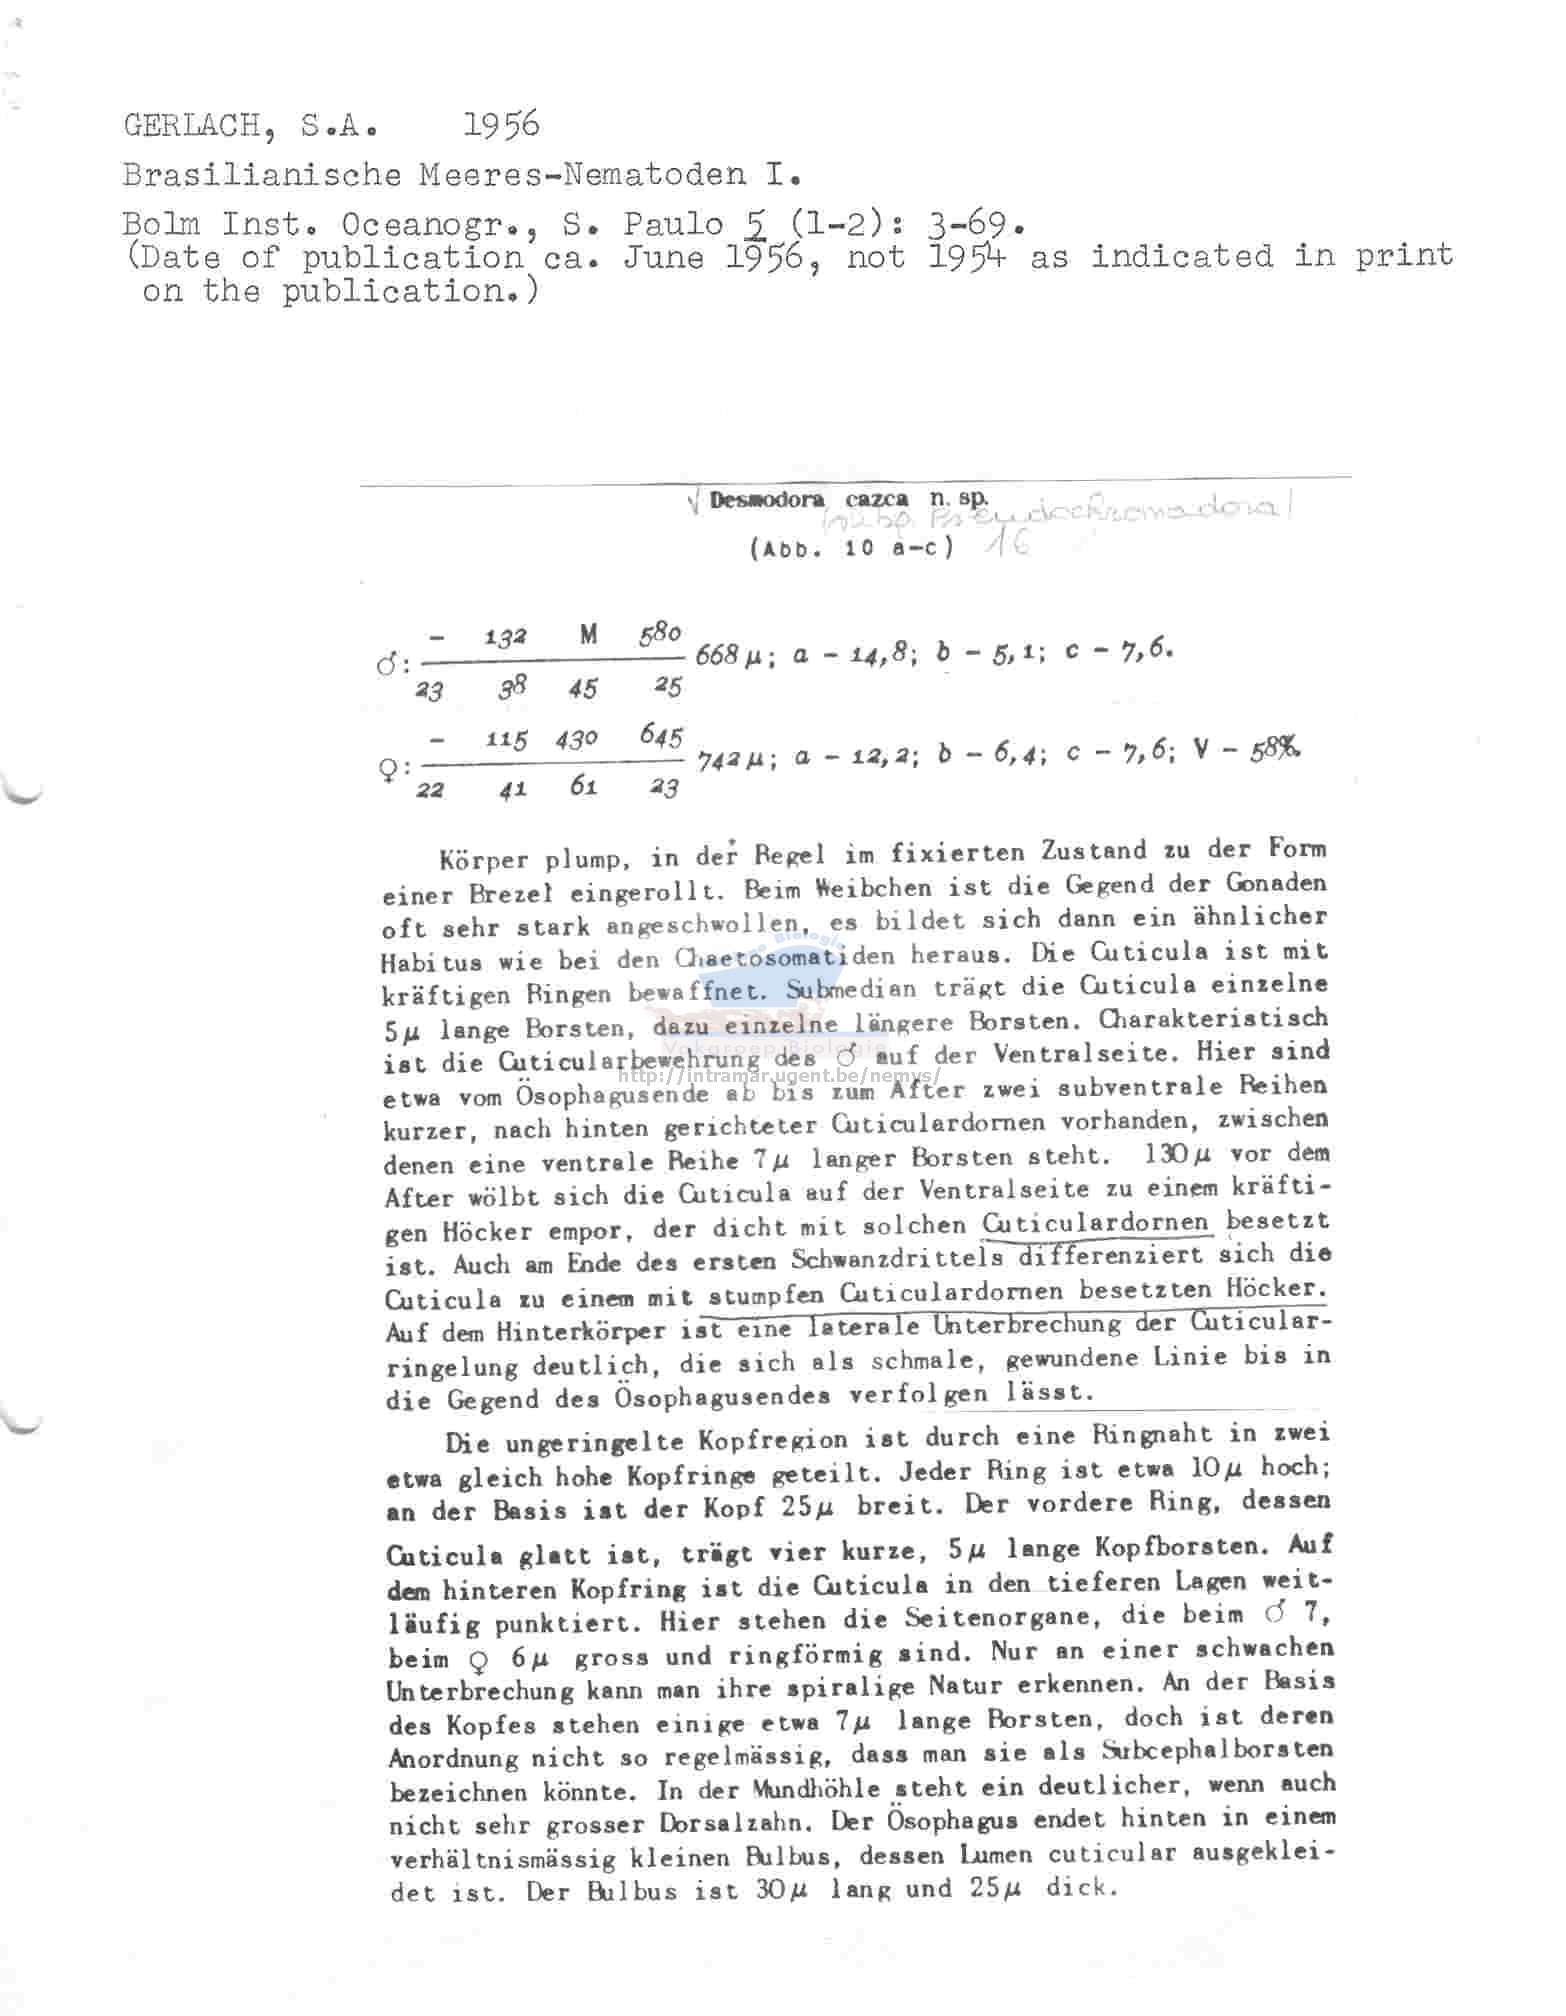 GERLACH, S.A. 1956
Brasilianische Meeres-Nematoden I.
Bolm Inst. Oceanogr., S. Paulo 5 (1-2): 3-69.
(Date of publication ca. June 1956, not 1954 as indicated in print
on the publication.)
√ Desmodora cazca n. sp.
(subg. Pseudochromadora)
(Abb. 10 a-c) 16
– 132 M 580
♂: 668 µ; a – 14,8; b – 5,1; c – 7,6.
23 38 45 25
– 115 430 645
♀: 742 µ; a – 12,2; b – 6,4; c – 7,6; V – 58%.
22 41 61 23
Körper plump, in der Regel im fixierten Zustand zu der Form
einer Brezel eingerollt. Beim Weibchen ist die Gegend der Gonaden
oft sehr stark angeschwollen, es bildet sich dann ein ähnlicher
Habitus wie bei den Chaetosomatiden heraus. Die Cuticula ist mit
kräftigen Ringen bewaffnet. Submedian trägt die Cuticula einzelne
5µ lange Borsten, dazu einzelne längere Borsten. Charakteristisch
ist die Cuticularbewehrung des ♂ auf der Ventralseite. Hier sind
etwa vom Ösophagusende ab bis zum After zwei subventrale Reihen
kurzer, nach hinten gerichteter Cuticulardornen vorhanden, zwischen
denen eine ventrale Reihe 7µ langer Borsten steht. 130µ vor dem
After wölbt sich die Cuticula auf der Ventralseite zu einem kräfti-
gen Höcker empor, der dicht mit solchen Cuticulardornen besetzt
ist. Auch am Ende des ersten Schwanzdrittels differenziert sich die
Cuticula zu einem mit stumpfen Cuticulardornen besetzten Höcker.
Auf dem Hinterkörper ist eine laterale Unterbrechung der Cuticular-
ringelung deutlich, die sich als schmale, gewundene Linie bis in
die Gegend des Ösophagusendes verfolgen lässt.
Die ungeringelte Kopfregion ist durch eine Ringnaht in zwei
etwa gleich hohe Kopfringe geteilt. Jeder Ring ist etwa 10µ hoch;
an der Basis ist der Kopf 25µ breit. Der vordere Ring, dessen
Cuticula glatt ist, trägt vier kurze, 5µ lange Kopfborsten. Auf
dem hinteren Kopfring ist die Cuticula in den tieferen Lagen weit-
läufig punktiert. Hier stehen die Seitenorgane, die beim ♂ 7,
beim ♀ 6µ gross und ringförmig sind. Nur an einer schwachen
Unterbrechung kann man ihre spiralige Natur erkennen. An der Basis
des Kopfes stehen einige etwa 7µ lange Borsten, doch ist deren
Anordnung nicht so regelmässig, dass man sie als Subcephalborsten
bezeichnen könnte. In der Mundhöhle steht ein deutlicher, wenn auch
nicht sehr grosser Dorsalzahn. Der Ösophagus endet hinten in einem
verhältnismässig kleinen Bulbus, dessen Lumen cuticular ausgeklei-
det ist. Der Bulbus ist 30µ lang und 25µ dick.
Biologie
Vakgroep Biologie
http://intramar.ugent.be/nemys/